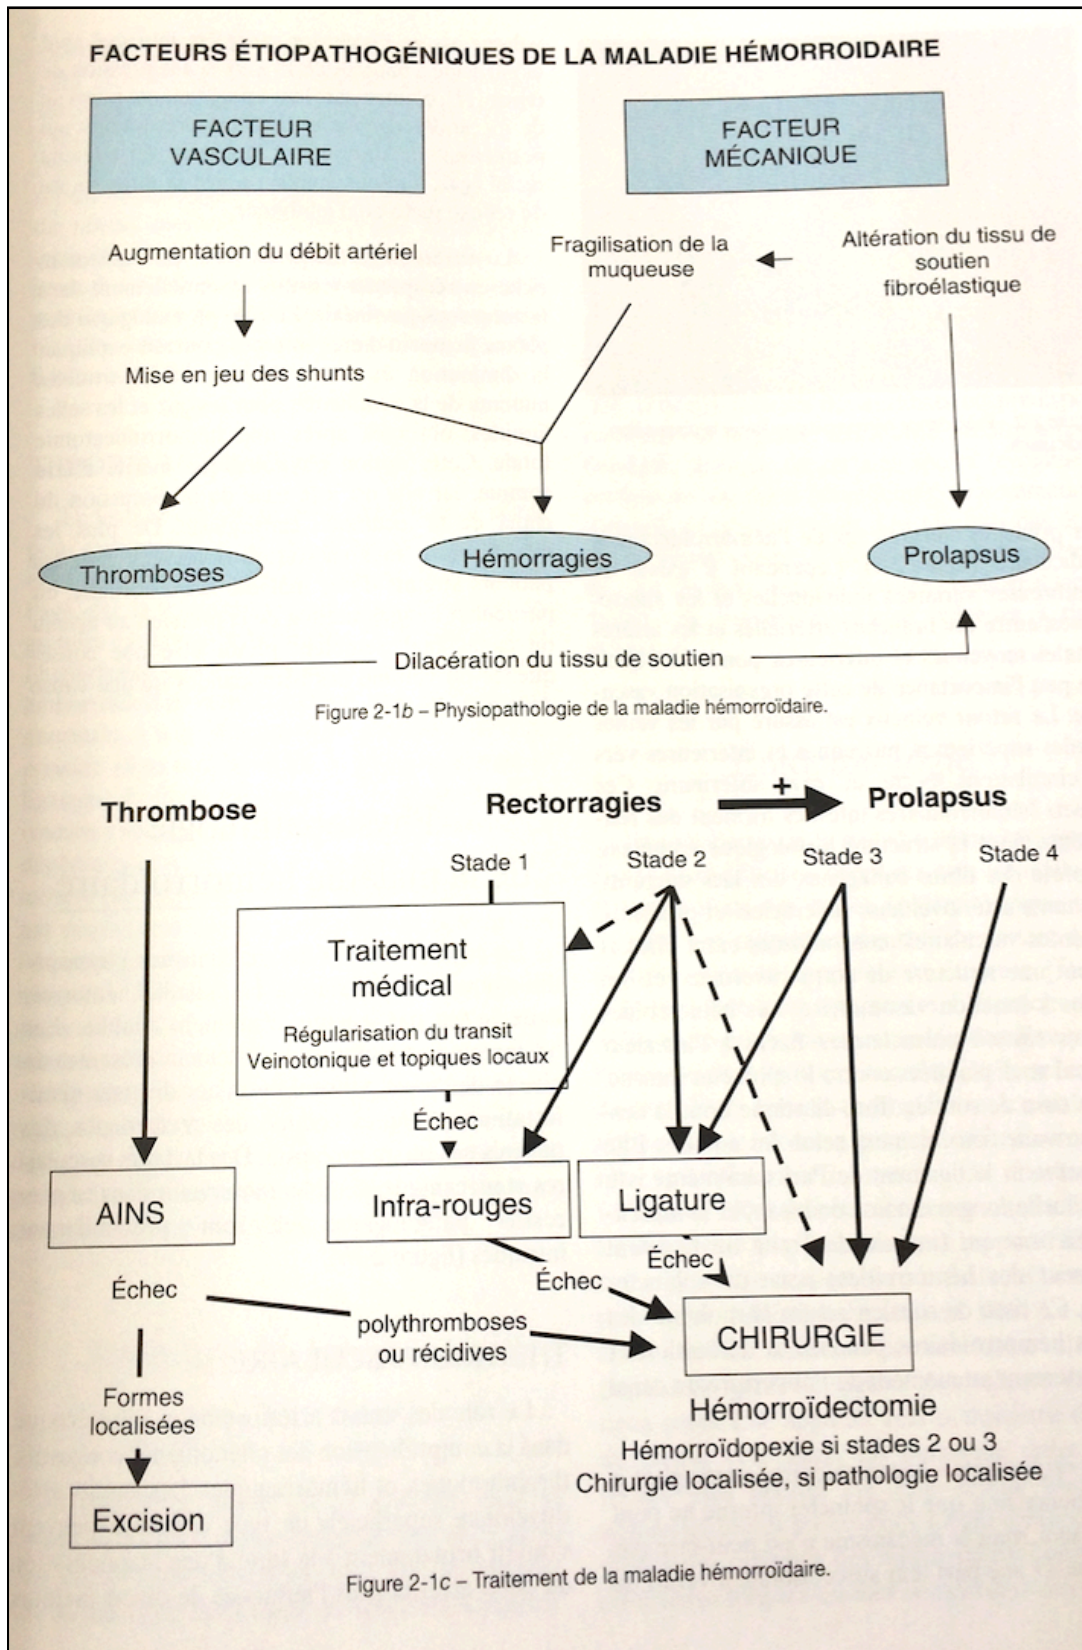 FACTEURS ÉTIOPATHOGÉNIQUES DE LA MALADIE HÉMORROIDAIRE
FACTEUR
VASCULAIRE
FACTEUR
MÉCANIQUE
Augmentation du débit artériel
Fragilisation de la
muqueuse
Altération du tissu de
soutien
fibroélastique
Mise en jeu des shunts
Thromboses
Hémorragies
Prolapsus
Dilacération du tissu de soutien
Figure 2-1b – Physiopathologie de la maladie hémorroïdaire.
Thrombose
Rectorragies
+
Prolapsus
Stade 1
Stade 2
Stade 3
Stade 4
Traitement
médical
Régularisation du transit
Veinotonique et topiques locaux
Échec
AINS
Infra-rouges
Ligature
Échec
Échec
Échec
polythromboses
ou récidives
CHIRURGIE
Formes
localisées
Hémorroïdectomie
Hémorroïdopexie si stades 2 ou 3
Chirurgie localisée, si pathologie localisée
Excision
Figure 2-1c – Traitement de la maladie hémorroïdaire.